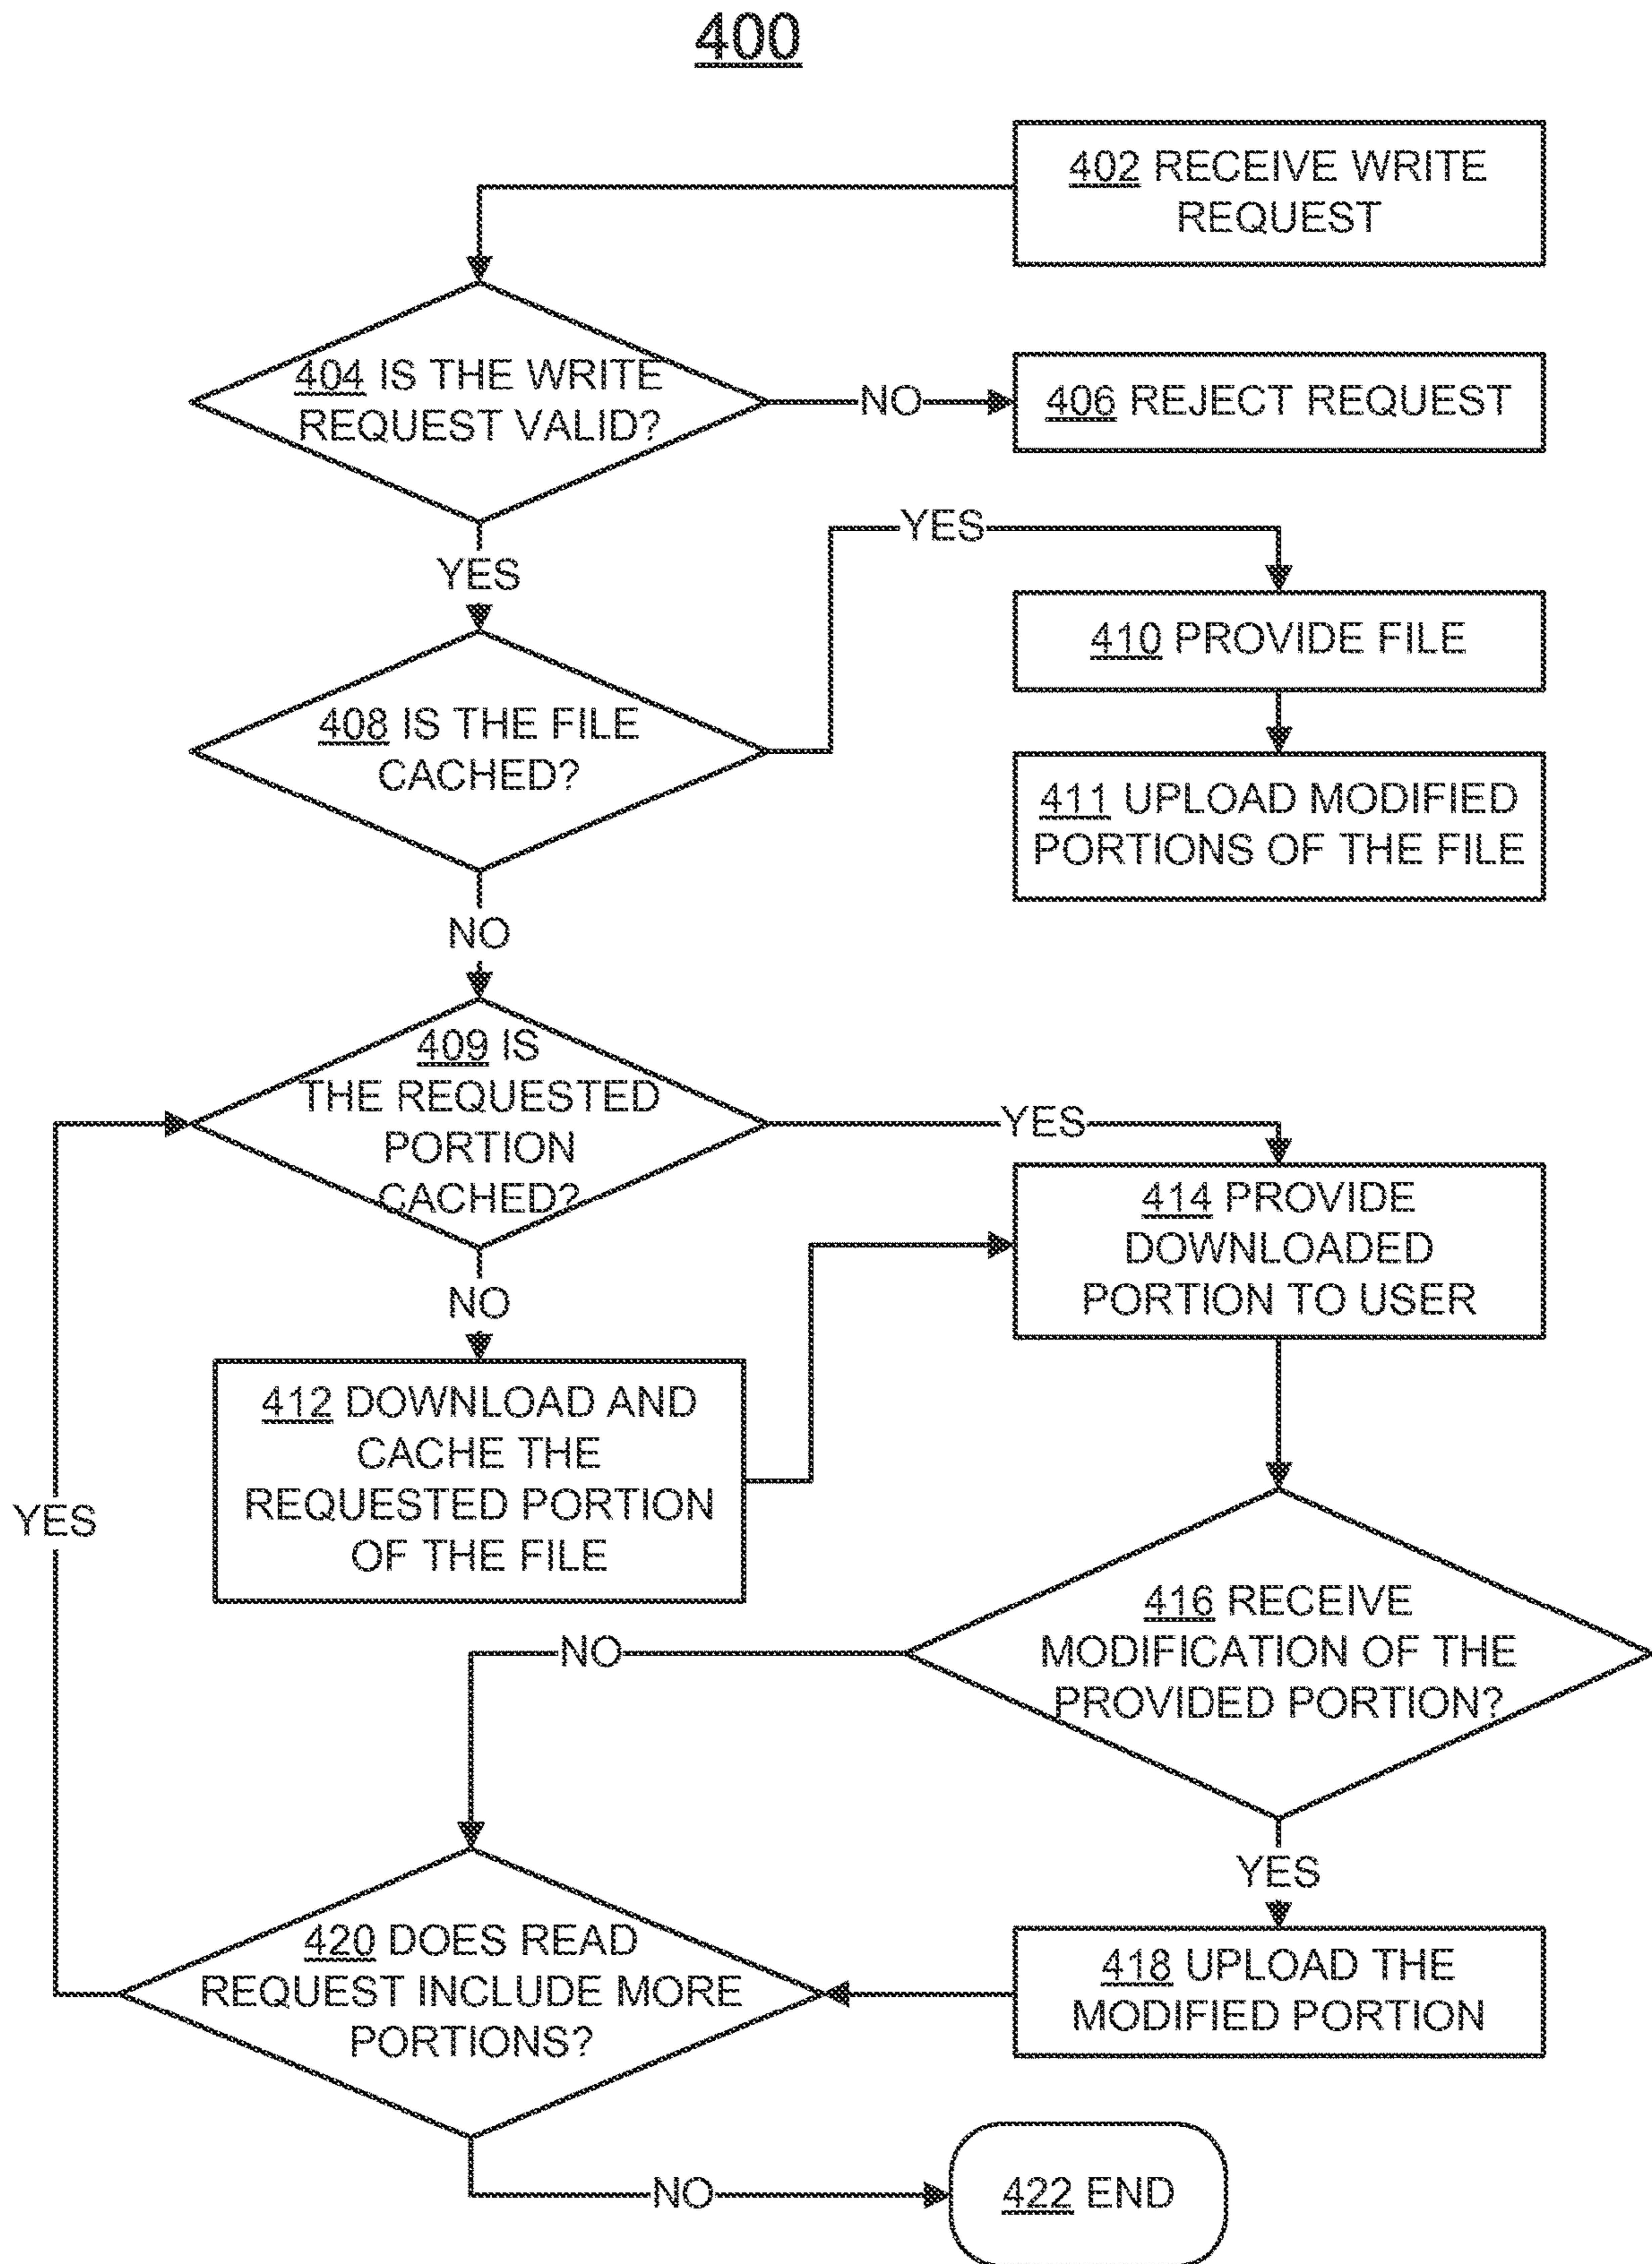 400
402 RECEIVE WRITE
REQUEST
404 IS THE WRITE
REQUEST VALID?
NO
406 REJECT REQUEST
YES
YES
408 IS THE FILE
CACHED?
410 PROVIDE FILE
411 UPLOAD MODIFIED
PORTIONS OF THE FILE
NO
409 IS
THE REQUESTED
PORTION
CACHED?
YES
414 PROVIDE
DOWNLOADED
PORTION TO USER
NO
412 DOWNLOAD AND
CACHE THE
REQUESTED PORTION
OF THE FILE
YES
416 RECEIVE
MODIFICATION OF THE
PROVIDED PORTION?
NO
YES
420 DOES READ
REQUEST INCLUDE MORE
PORTIONS?
418 UPLOAD THE
MODIFIED PORTION
NO
422 END